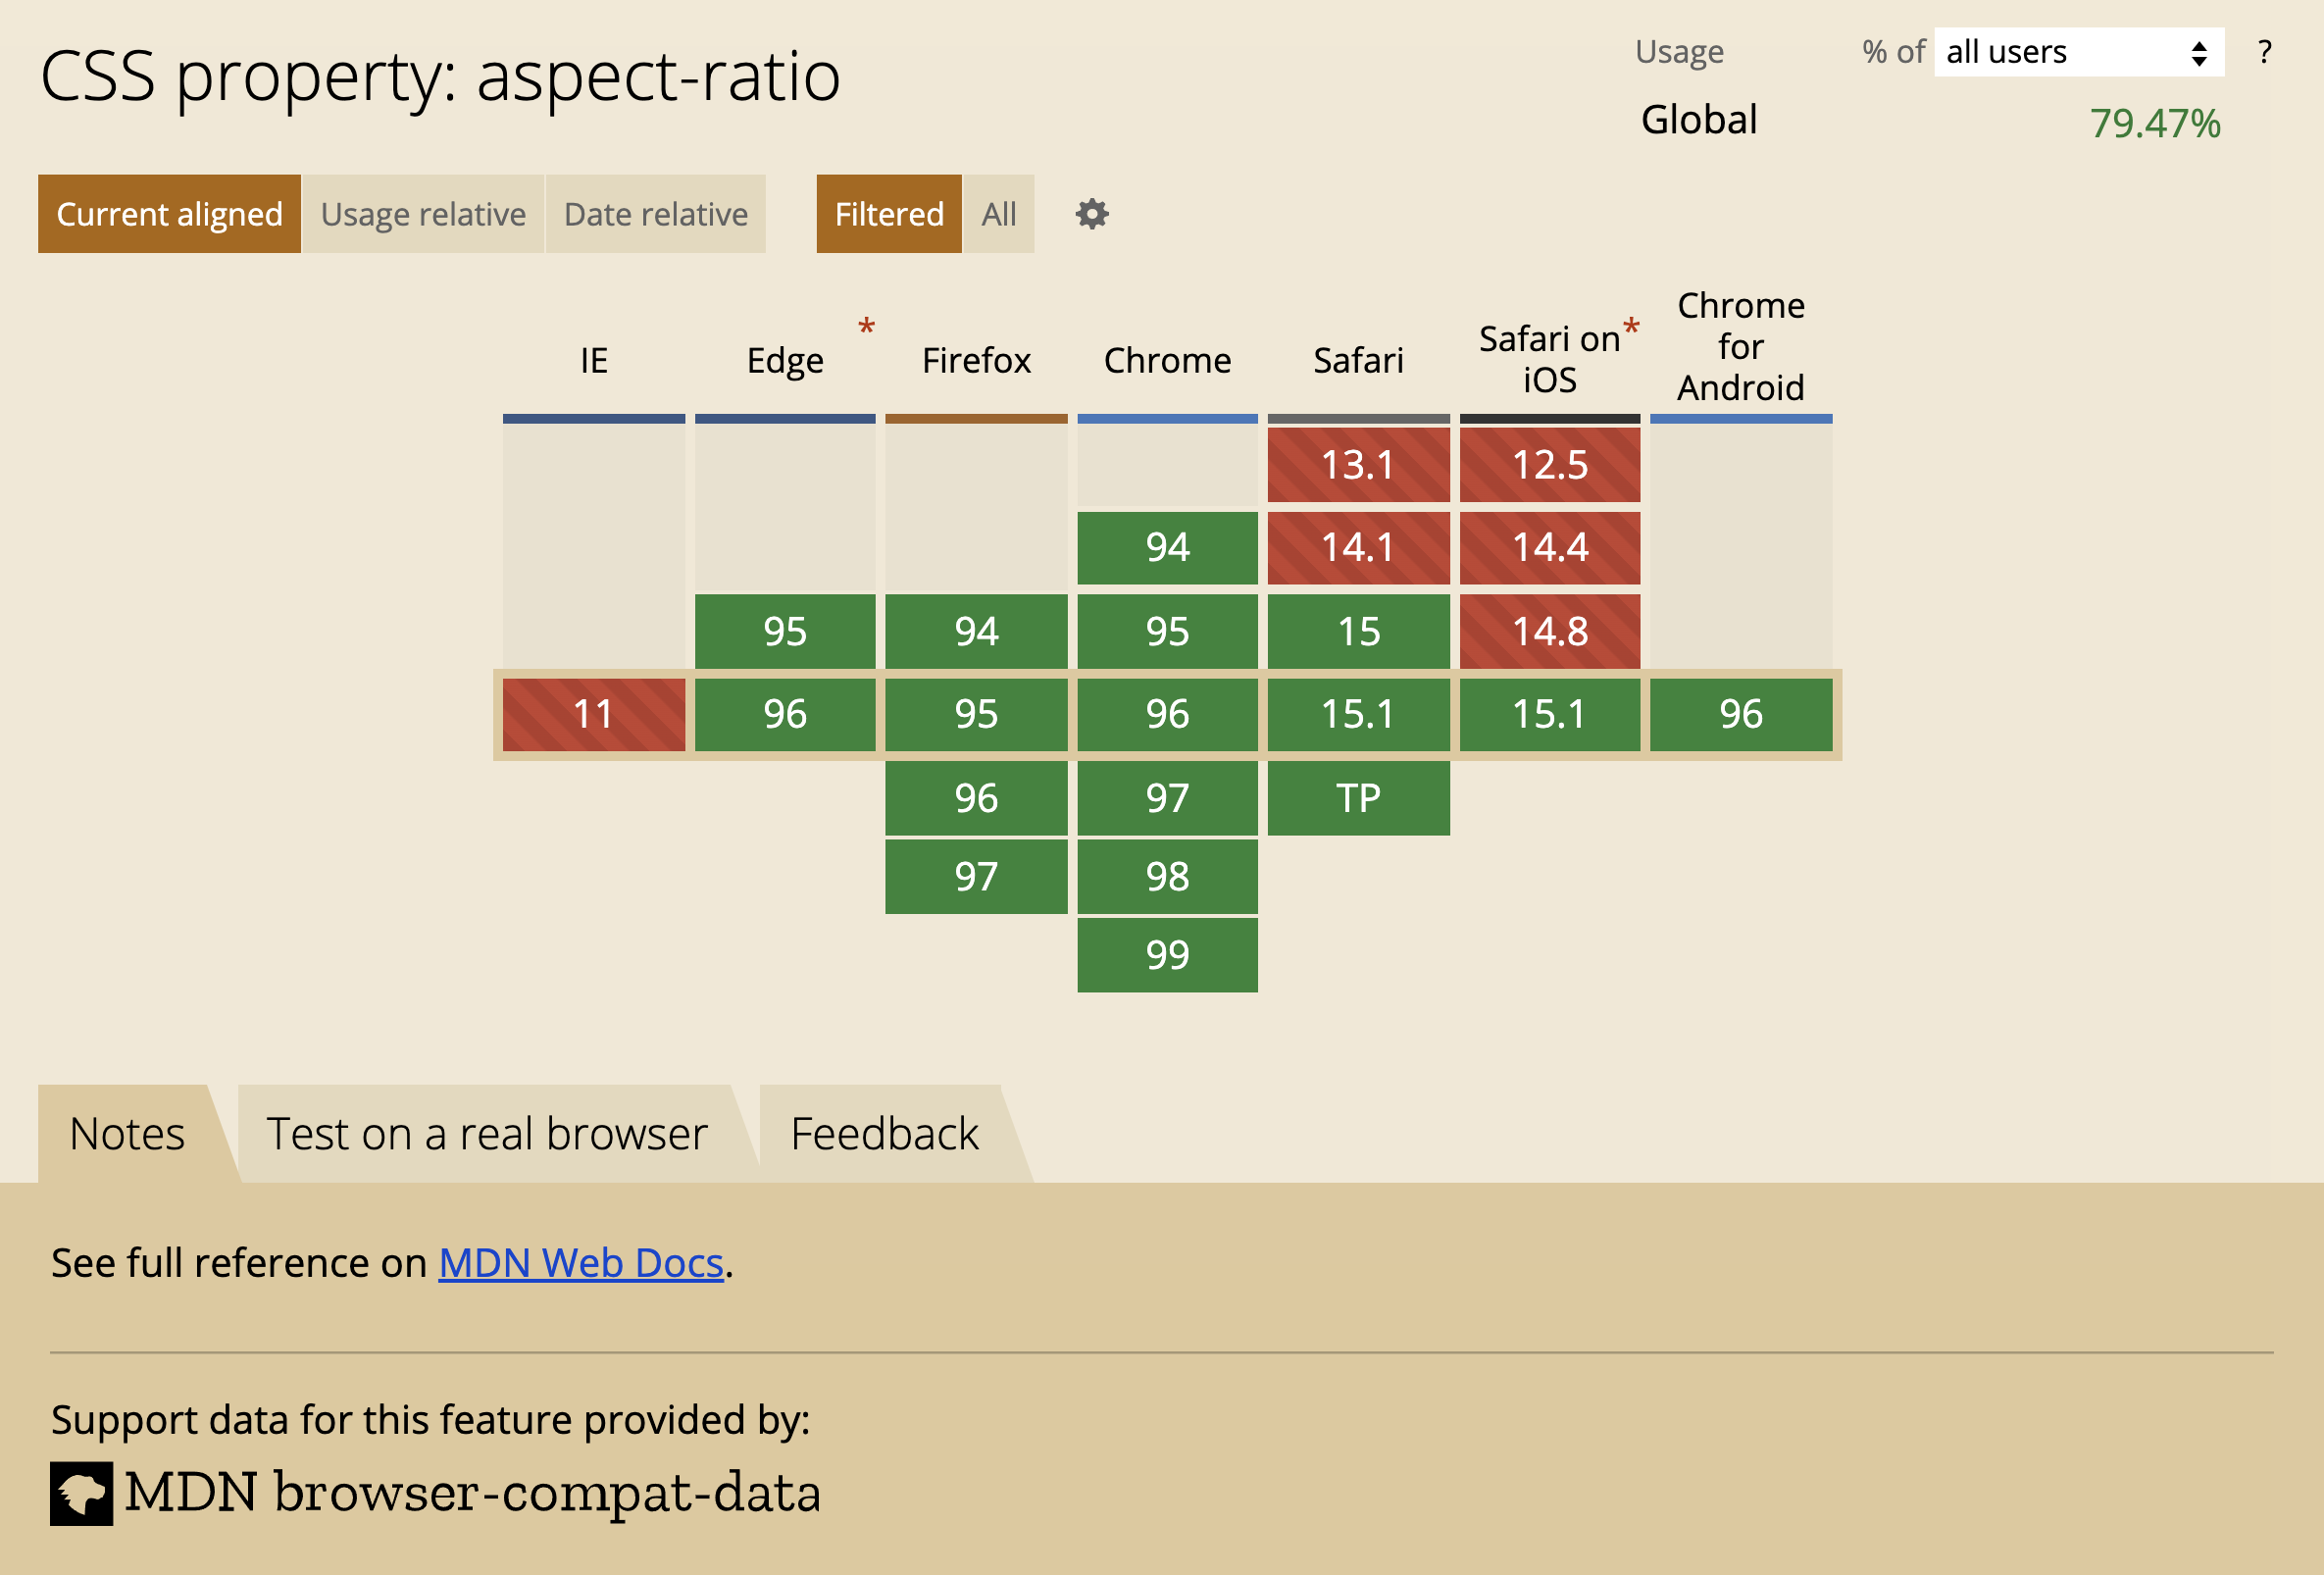 CSS property: aspect-ratio
Usage % of all users ?
Global 79.47%
Current aligned Usage relative Date relative Filtered All
IE Edge * Firefox Chrome Safari Safari on * iOS Chrome for Android
13.1 12.5
94 14.1 14.4
95 94 95 15 14.8
11 96 95 96 15.1 15.1 96
96 97 TP
97 98
99
Notes Test on a real browser Feedback
See full reference on MDN Web Docs.
Support data for this feature provided by:
MDN browser-compat-data